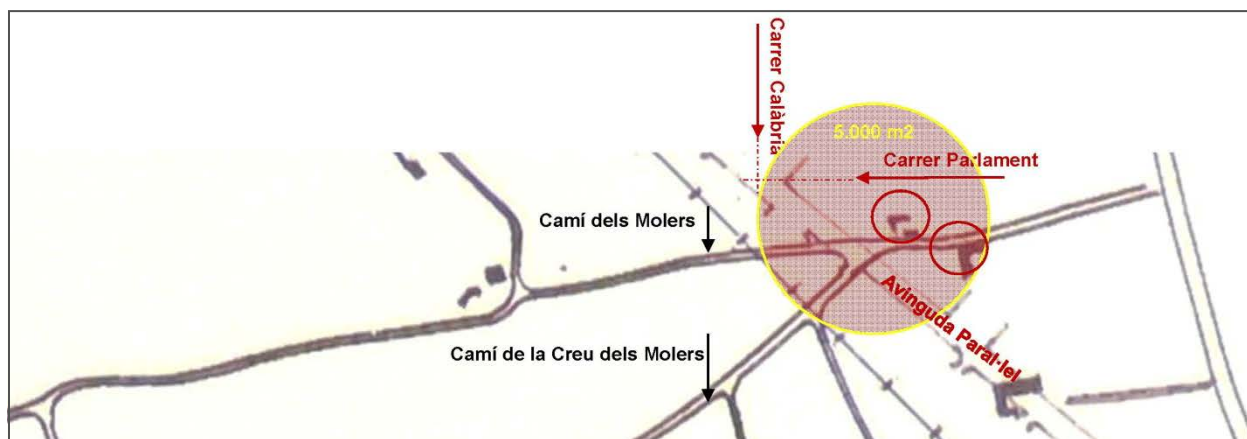 Carrer Calàbria
5.000 m2
Carrer Parlament
Camí dels Molers
Avinguda Paral·lel
Camí de la Creu dels Molers